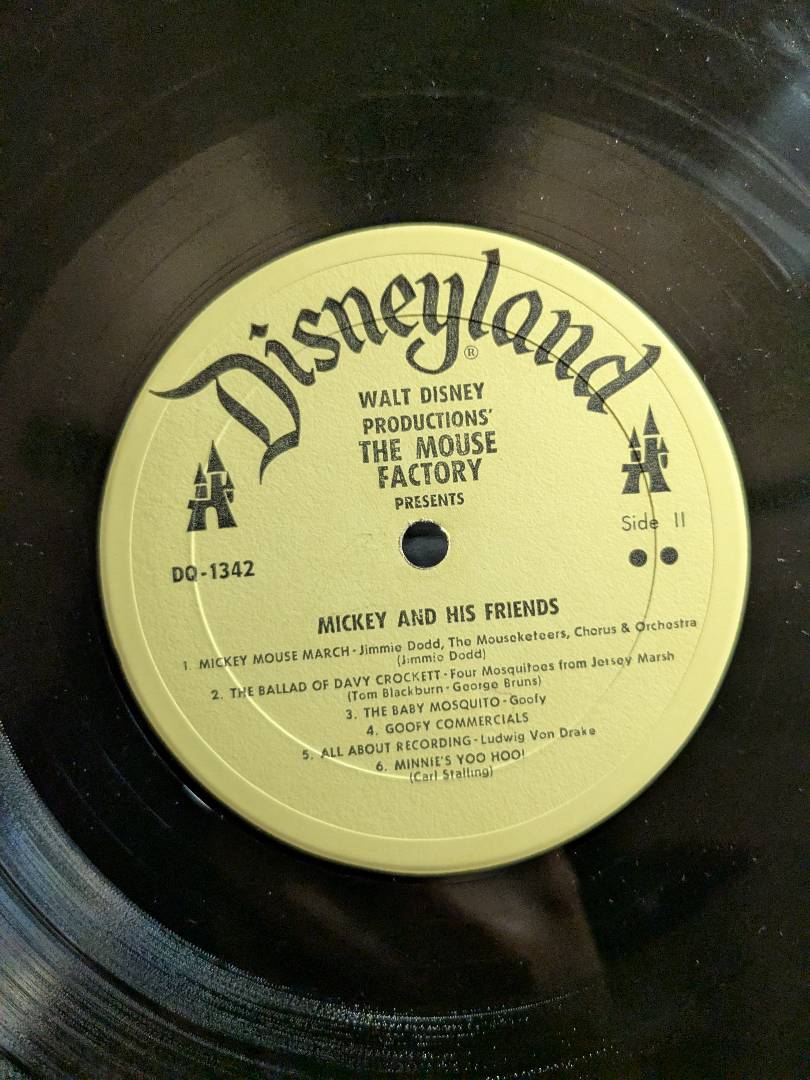 Disneyland®
WALT DISNEY
PRODUCTIONS'
THE MOUSE
FACTORY
PRESENTS
Side II
DQ-1342
MICKEY AND HIS FRIENDS
1. MICKEY MOUSE MARCH-Jimmie Dodd, The Mouseketeers, Chorus & Orchestra
(Jimmie Dodd)
2. THE BALLAD OF DAVY CROCKETT-Four Mosquitoes from Jersey Marsh
(Tom Blackburn-George Bruns)
3. THE BABY MOSQUITO-Goofy
4. GOOFY COMMERCIALS
5. ALL ABOUT RECORDING-Ludwig Von Drake
6. MINNIE'S YOO HOO!
(Carl Stalling)